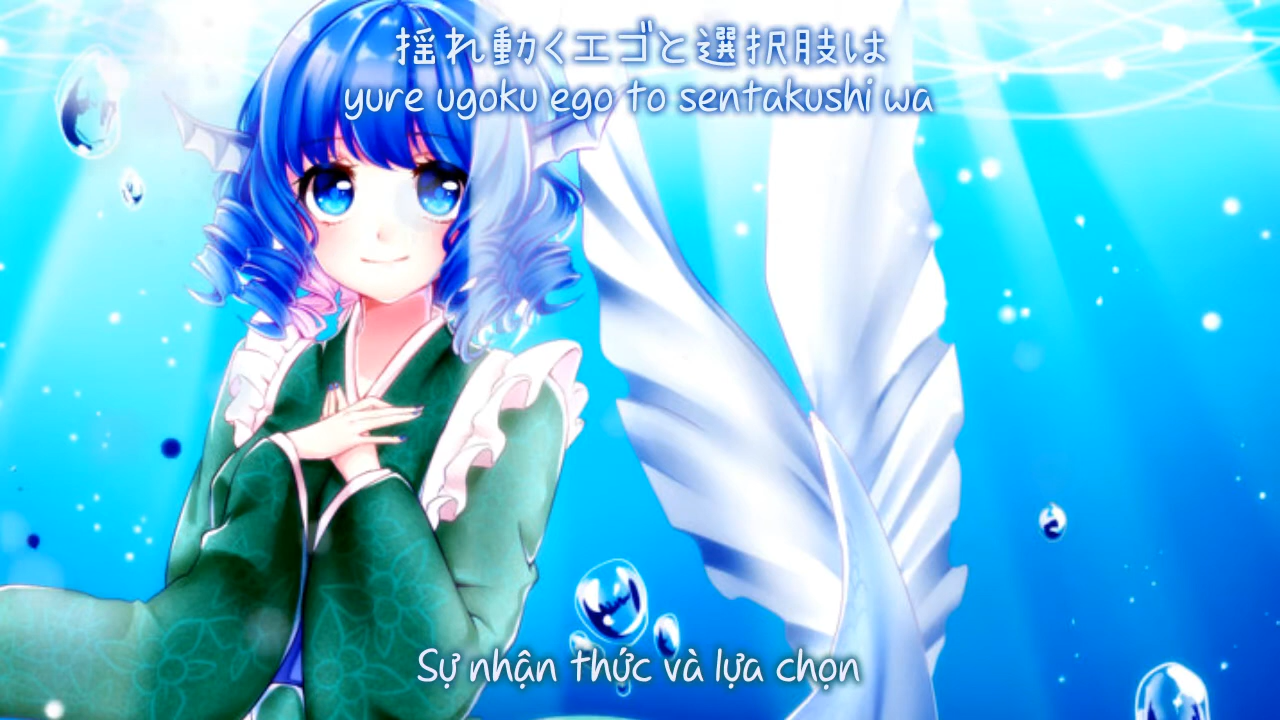 揺れ動くエゴと選択肢は
yure ugoku ego to sentakushi wa
Sự nhận thức và lựa chọn